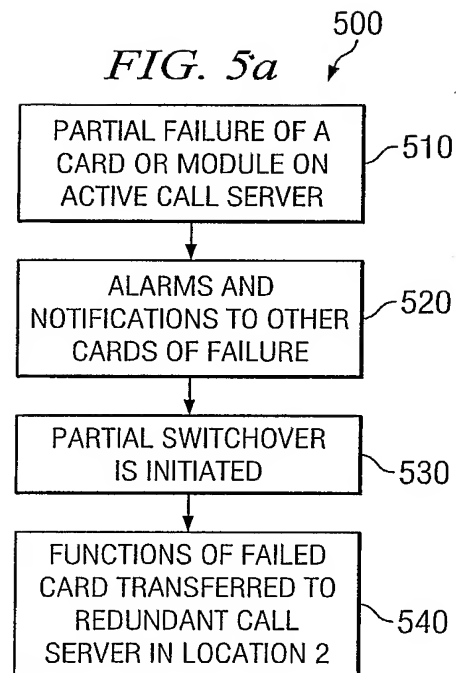 500
FIG. 5a
PARTIAL FAILURE OF A
CARD OR MODULE ON
ACTIVE CALL SERVER
510
ALARMS AND
NOTIFICATIONS TO OTHER
CARDS OF FAILURE
520
PARTIAL SWITCHOVER
IS INITIATED
530
FUNCTIONS OF FAILED
CARD TRANSFERRED TO
REDUNDANT CALL
SERVER IN LOCATION 2
540